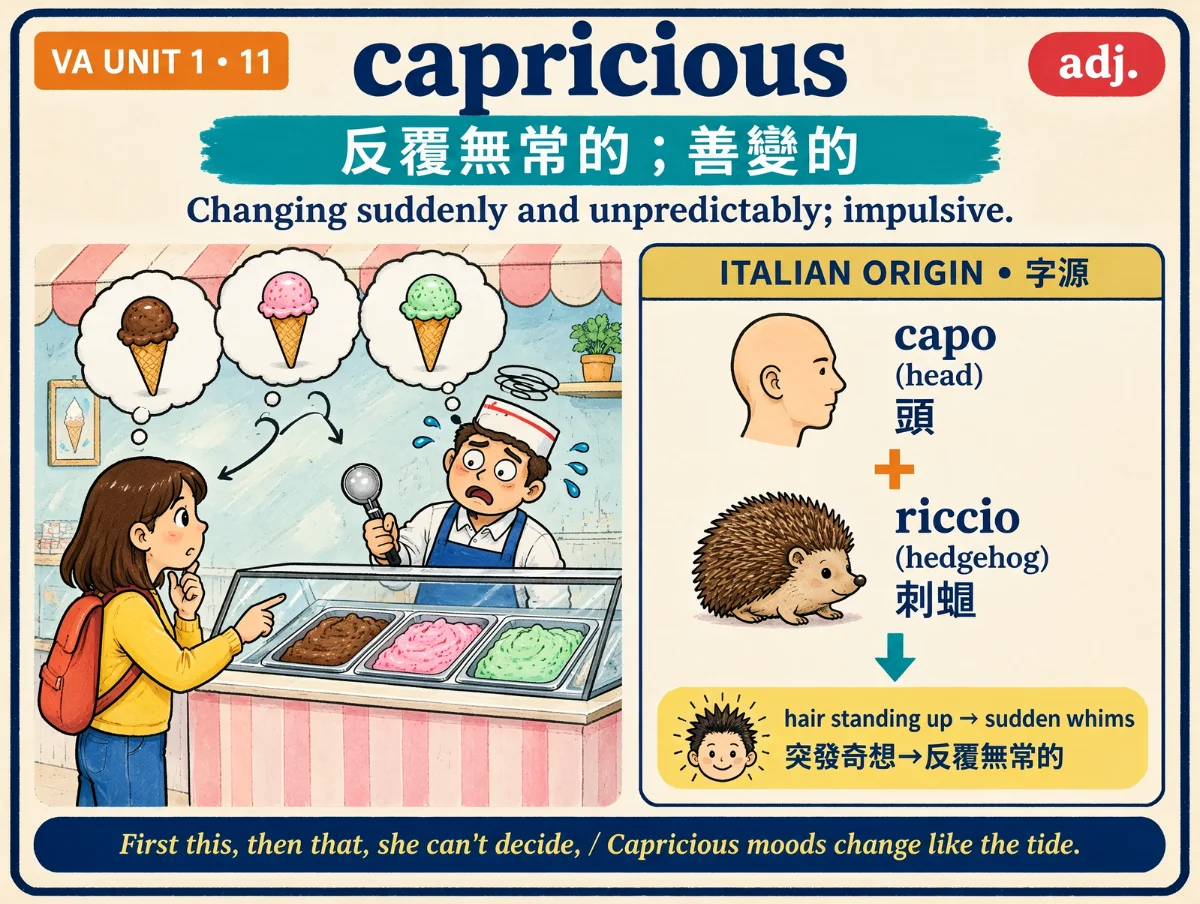 VA UNIT 1 • 11
capricious
adj.
反覆無常的；善變的
Changing suddenly and unpredictably; impulsive.
ITALIAN ORIGIN • 字源
capo
(head)
頭
+
riccio
(hedgehog)
刺蝟
hair standing up → sudden whims
突發奇想→反覆無常的
First this, then that, she can't decide, / Capricious moods change like the tide.